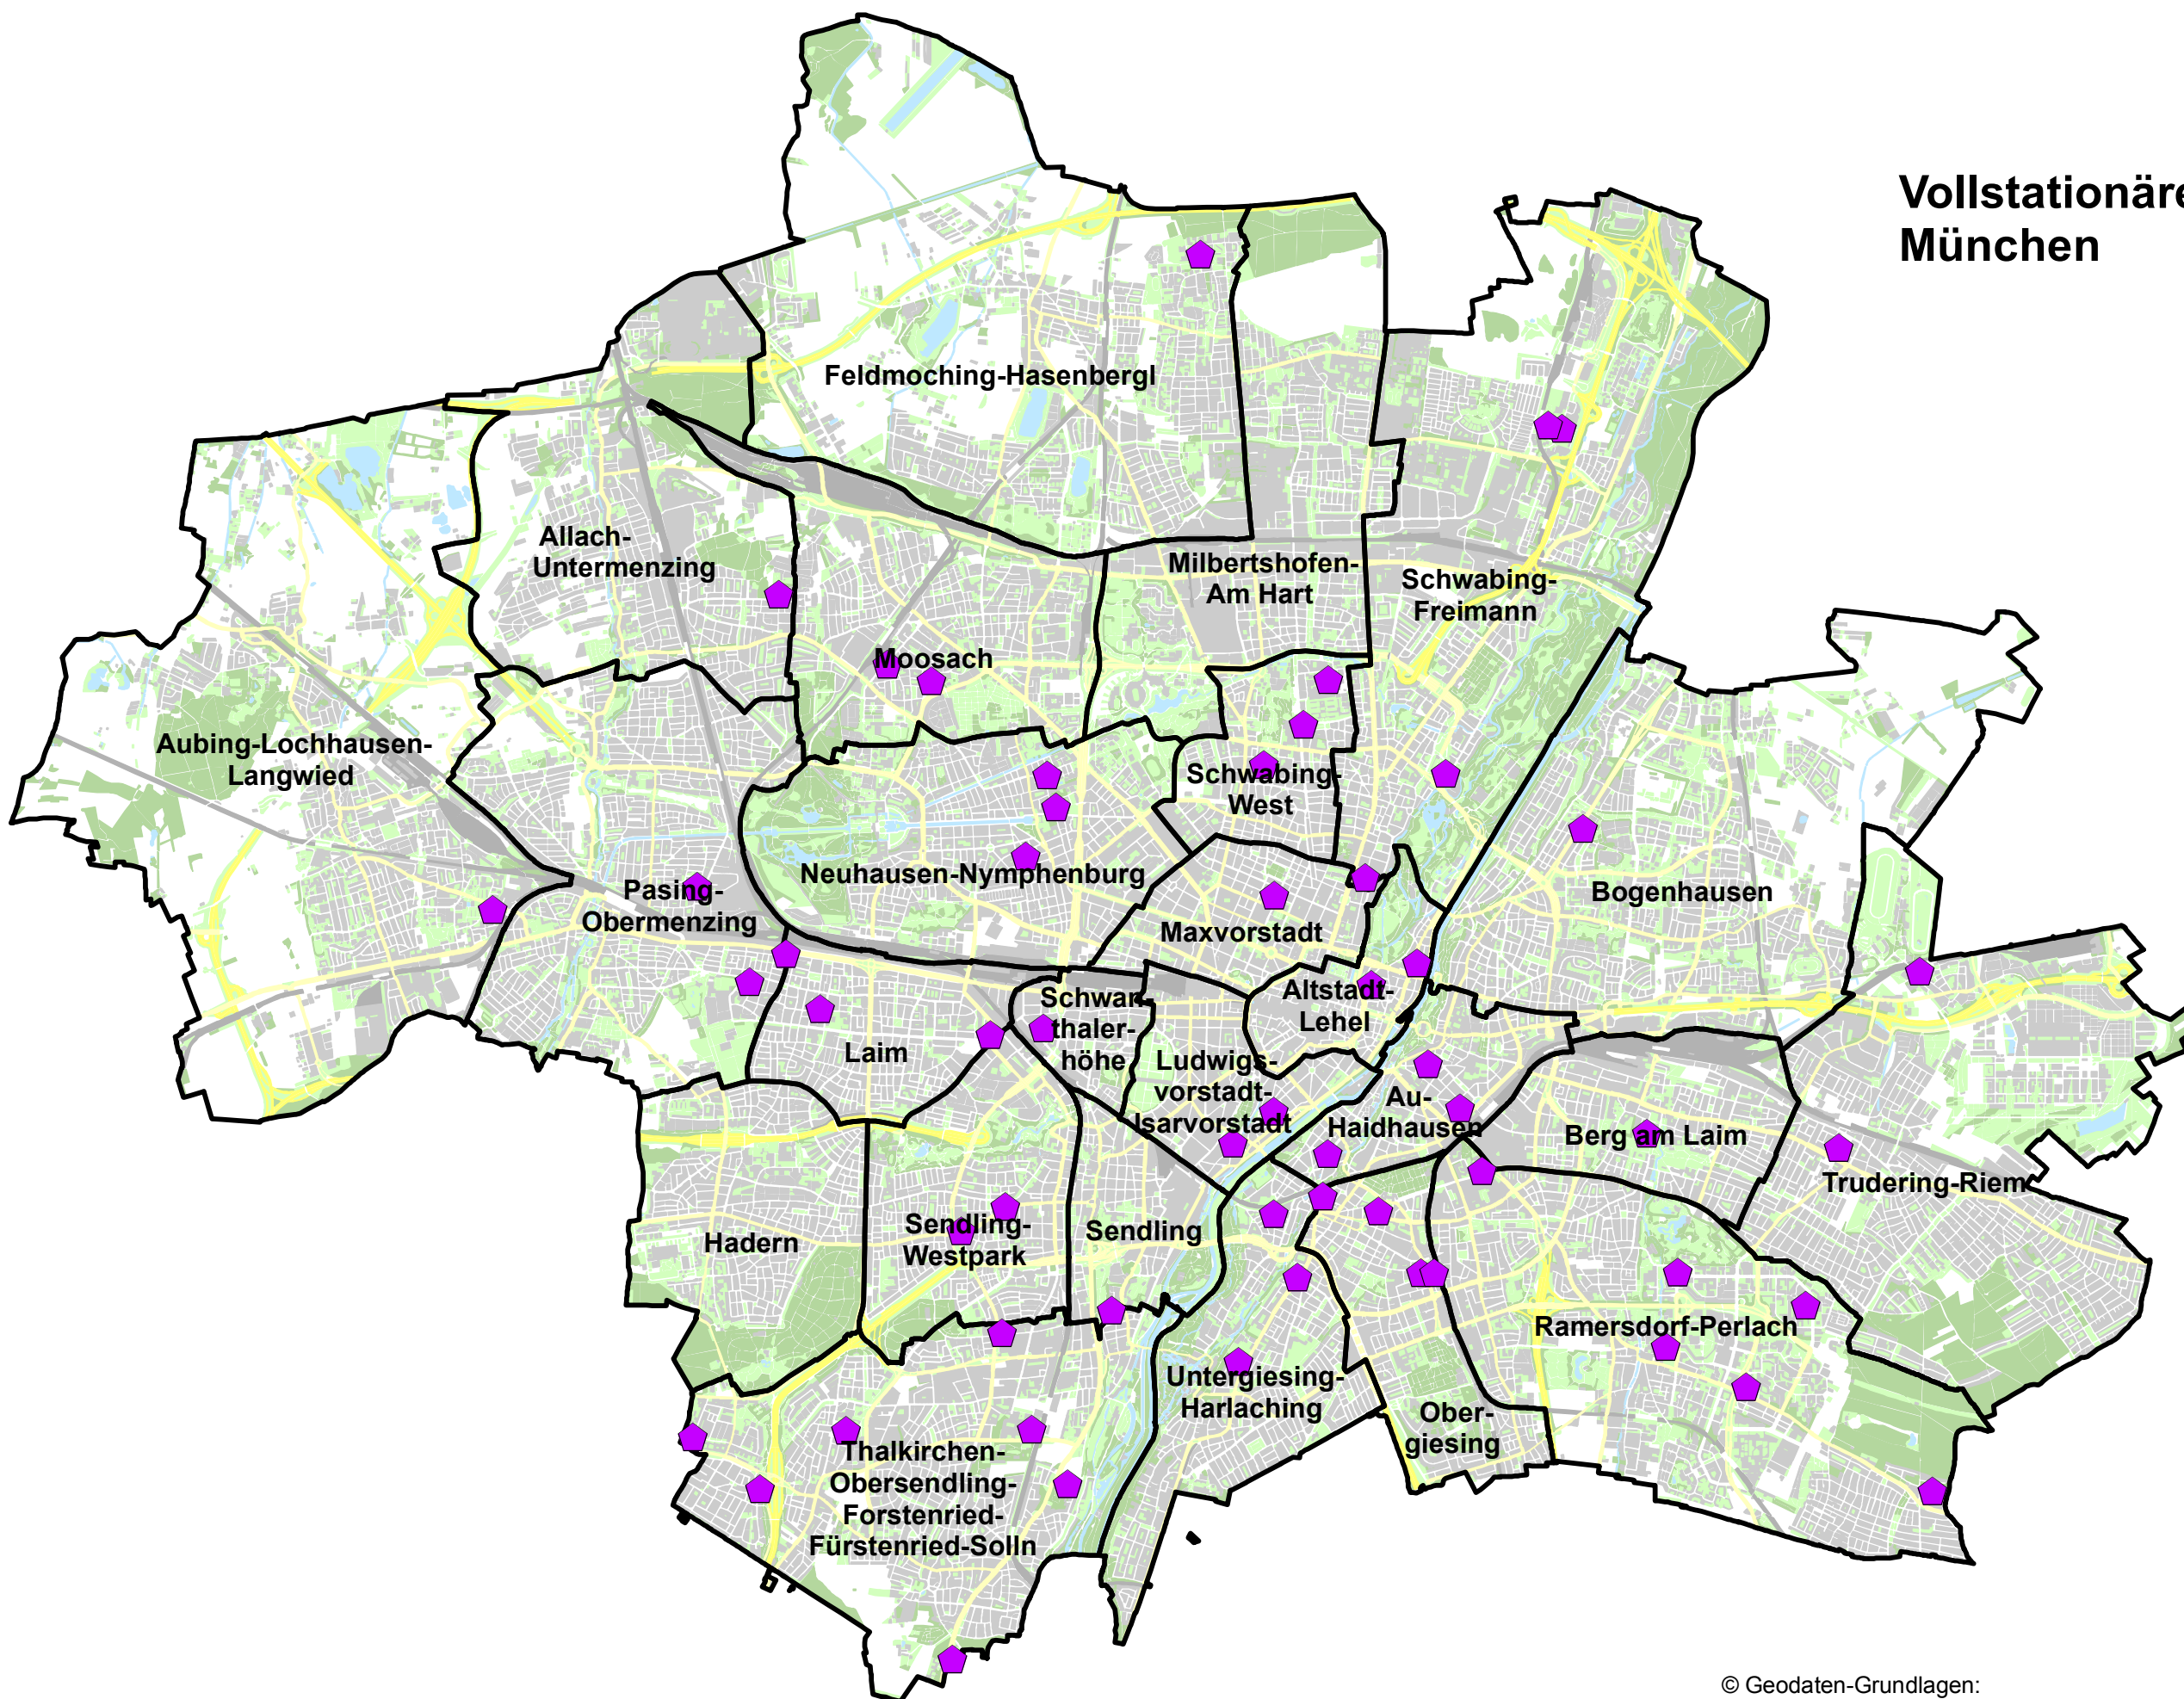 Vollstationäre
München
Feldmoching-Hasenbergl
Allach-
Untermenzing
Milbertshofen-
Am Hart
Schwabing-
Freimann
Moosach
Aubing-Lochhausen-
Langwied
Schwabing-
West
Neuhausen-Nymphenburg
Pasing-
Obermenzing
Bogenhausen
Maxvorstadt
Altstadt-
Lehel
Schwan-
thaler-
höhe
Laim
Ludwigs-
vorstadt-
Isarvorstadt
Au-
Haidhausen
Berg am Laim
Trudering-Riem
Hadern
Sendling-
Westpark
Sendling
Ramersdorf-Perlach
Untergiesing-
Harlaching
Ober-
giesing
Thalkirchen-
Obersendling-
Forstenried-
Fürstenried-Solln
© Geodaten-Grundlagen: